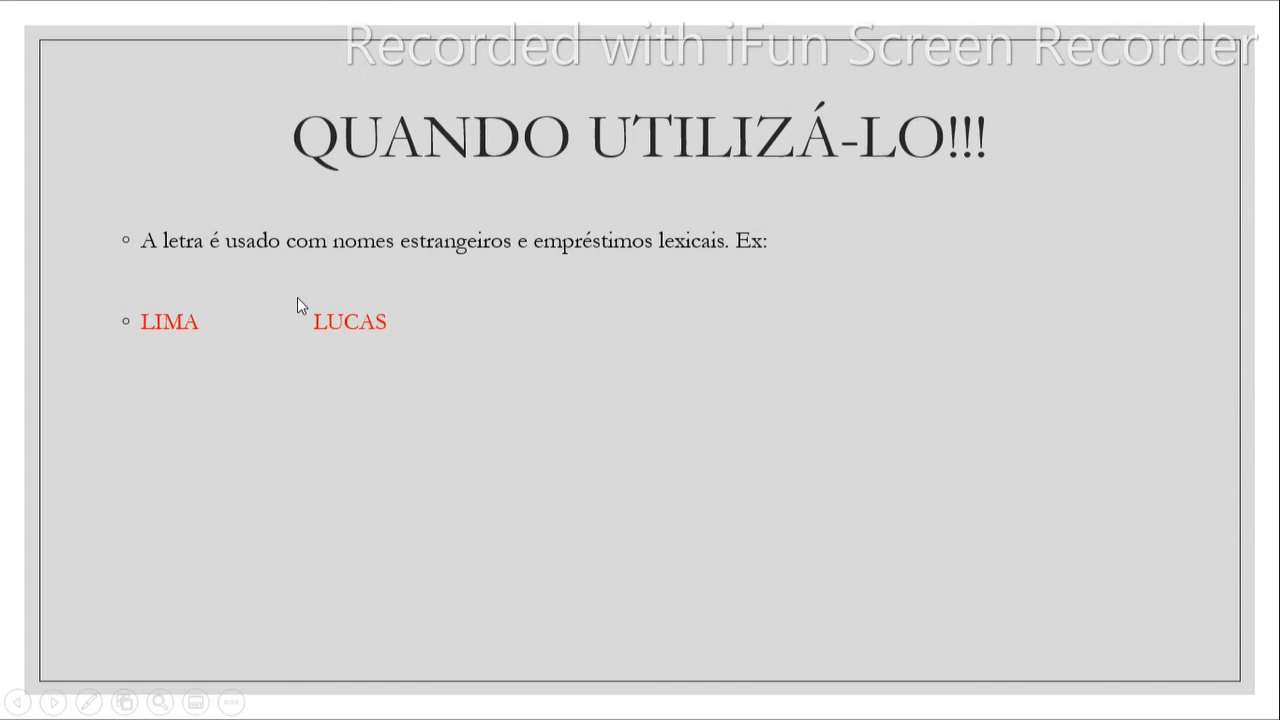 Recorded with iFun Screen Recorder
QUANDO UTILIZÁ-LO!!!
A letra é usado com nomes estrangeiros e empréstimos lexicais. Ex:
LIMA LUCAS